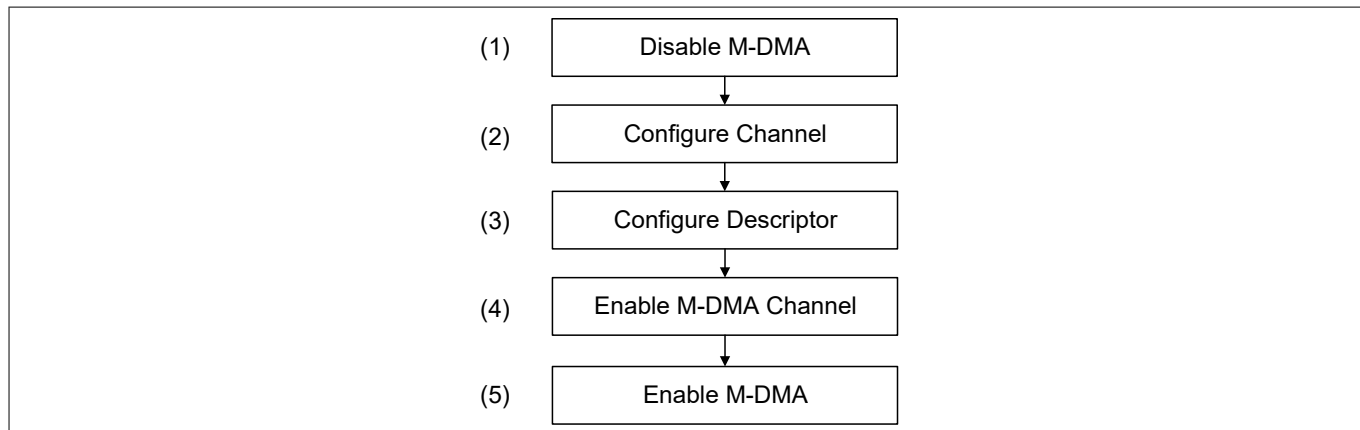 (1) Disable M-DMA
(2) Configure Channel
(3) Configure Descriptor
(4) Enable M-DMA Channel
(5) Enable M-DMA